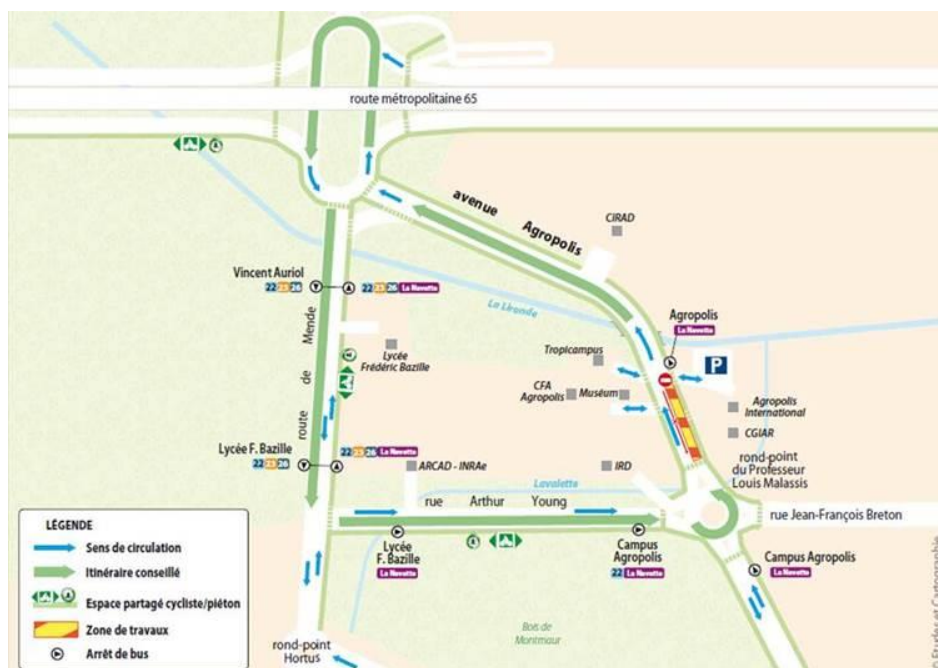 route métropolitaine 65
avenue Agropolis
CIRAD
Vincent Auriol
22 23 26
22 23 26 La Navette
La Lironde
Agropolis
La Navette
Tropicampus
P
route de Mende
Lycée
Frédéric Bazille
CFA
Agropolis
Muséum
Agropolis
International
CGIAR
Lycée F. Bazille
22 23 26
22 23 26 La Navette
ARCAD - INRAe
IRD
rond-point
du Professeur
Louis Malassis
Lavalette
rue Arthur Young
rue Jean-François Breton
Lycée
F. Bazille
La Navette
Campus
Agropolis
22 La Navette
Campus Agropolis
La Navette
Bois de
Montmaur
rond-point
Hortus
LÉGENDE
Sens de circulation
Itinéraire conseillé
Espace partagé cycliste/piéton
Zone de travaux
Arrêt de bus
Etudes et Cartographie